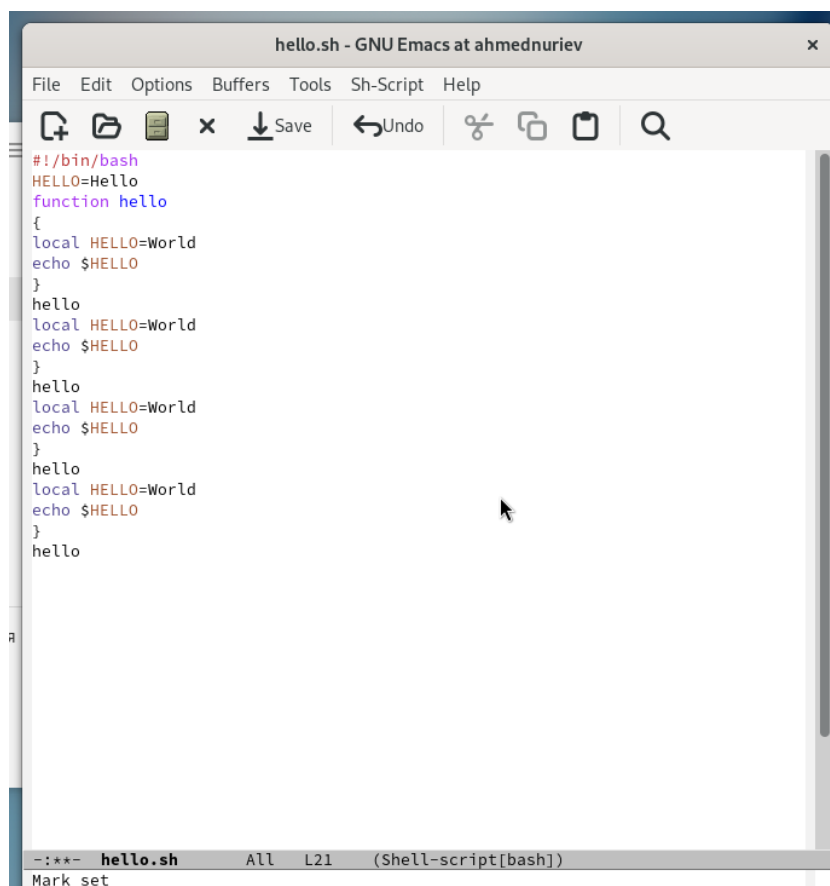 hello.sh - GNU Emacs at ahmednuriev
×
File Edit Options Buffers Tools Sh-Script Help
Save Undo
#!/bin/bash
HELLO=Hello
function hello
{
local HELLO=World
echo $HELLO
}
hello
local HELLO=World
echo $HELLO
}
hello
local HELLO=World
echo $HELLO
}
hello
local HELLO=World
echo $HELLO
}
hello
я
-:**- hello.sh All L21 (Shell-script[bash])
Mark set